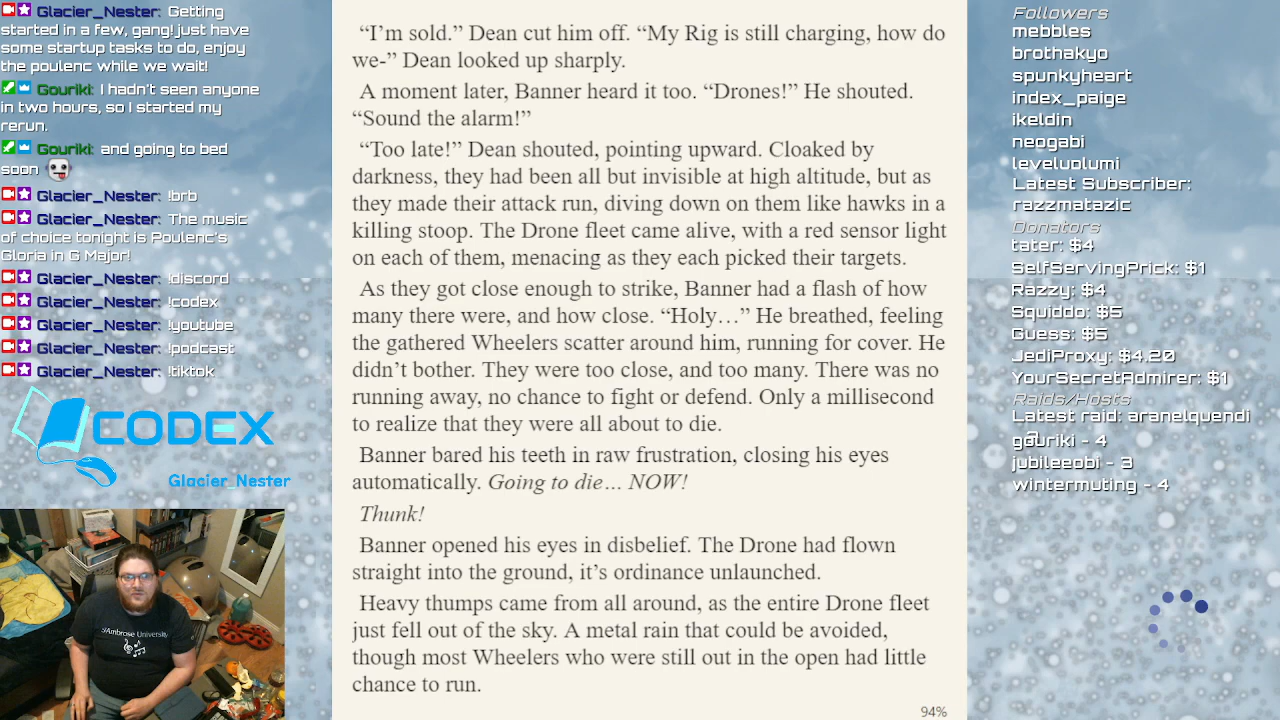 Glacier_Nester: Getting
started in a few, gang! just have
some startup tasks to do, enjoy
the poulenc while we wait!
Gouriki: I hadn't seen anyone
in two hours, so I started my
rerun.
Gouriki: and going to bed
soon
Glacier_Nester: !brb
Glacier_Nester: The music
of choice tonight is Poulenc's
Gloria in G Major!
Glacier_Nester: !discord
Glacier_Nester: !codex
Glacier_Nester: !youtube
Glacier_Nester: !podcast
Glacier_Nester: !tiktok
CODEX
Glacier_Nester
St Ambrose University
“I’m sold.” Dean cut him off. “My Rig is still charging, how do
we-” Dean looked up sharply.
A moment later, Banner heard it too. “Drones!” He shouted.
“Sound the alarm!”
“Too late!” Dean shouted, pointing upward. Cloaked by
darkness, they had been all but invisible at high altitude, but as
they made their attack run, diving down on them like hawks in a
killing stoop. The Drone fleet came alive, with a red sensor light
on each of them, menacing as they each picked their targets.
As they got close enough to strike, Banner had a flash of how
many there were, and how close. “Holy…” He breathed, feeling
the gathered Wheelers scatter around him, running for cover. He
didn’t bother. They were too close, and too many. There was no
running away, no chance to fight or defend. Only a millisecond
to realize that they were all about to die.
Banner bared his teeth in raw frustration, closing his eyes
automatically. Going to die… NOW!
Thunk!
Banner opened his eyes in disbelief. The Drone had flown
straight into the ground, it’s ordinance unlaunched.
Heavy thumps came from all around, as the entire Drone fleet
just fell out of the sky. A metal rain that could be avoided,
though most Wheelers who were still out in the open had little
chance to run.
94%
Followers
mebbles
brothakyo
spunkyheart
index_paige
ikeldin
neogabi
leveluolumi
Latest Subscriber:
razzmatazic
Donators
tater: $4
SelfServingPrick: $1
Razzy: $4
Squiddo: $5
Guess: $5
JediProxy: $4.20
YourSecretAdmirer: $1
Raids/Hosts
Latest raid: aranelquendi
gouriki - 4
jubileeobi - 3
wintermuting - 4